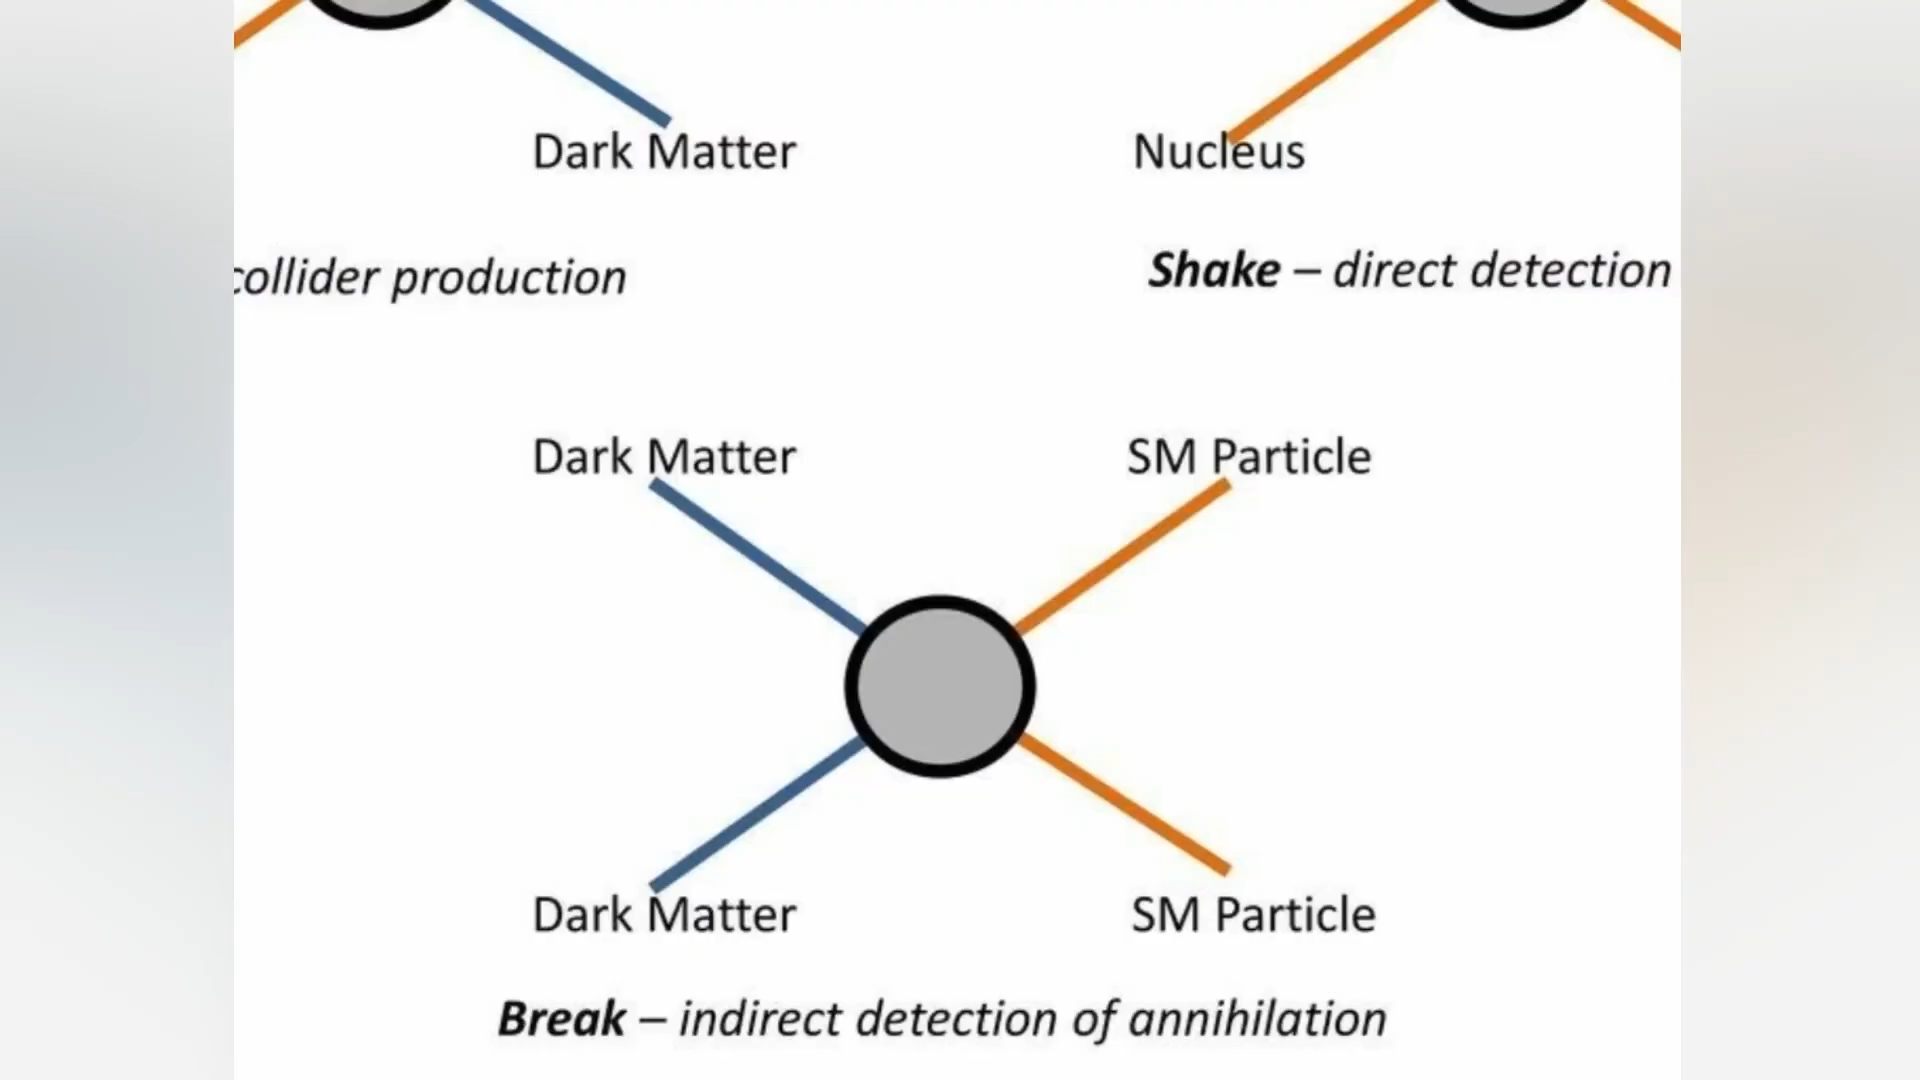 Dark Matter
Nucleus
collider production
Shake – direct detection
Dark Matter
SM Particle
Dark Matter
SM Particle
Break – indirect detection of annihilation